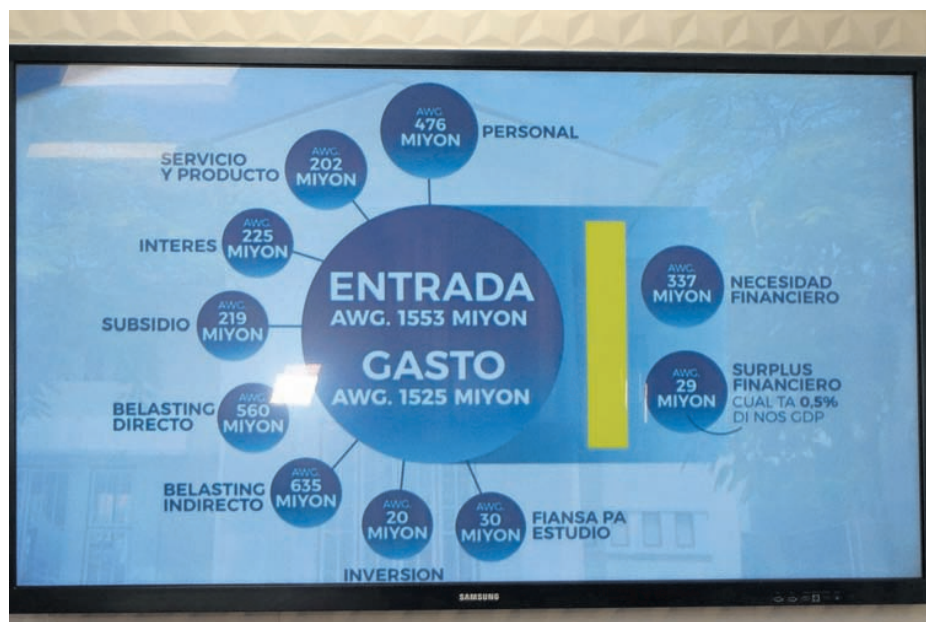 AWG.
476
MIYON
PERSONAL
SERVICIO
Y PRODUCTO
AWG.
202
MIYON
INTERES
AWG.
225
MIYON
SUBSIDIO
AWG.
219
MIYON
BELASTING
DIRECTO
AWG.
560
MIYON
BELASTING
INDIRECTO
AWG.
635
MIYON
AWG.
20
MIYON
INVERSION
AWG.
30
MIYON
FIANSA PA
ESTUDIO
ENTRADA
AWG. 1553 MIYON
GASTO
AWG. 1525 MIYON
AWG.
337
MIYON
NECESIDAD
FINANCIERO
AWG.
29
MIYON
SURPLUS
FINANCIERO
CUAL TA 0,5%
DI NOS GDP
SAMSUNG